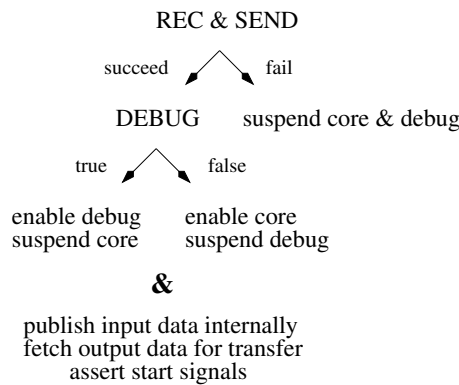 REC & SEND
succeed fail
DEBUG suspend core & debug
true false
enable debug enable core
suspend core suspend debug
&
publish input data internally
fetch output data for transfer
assert start signals